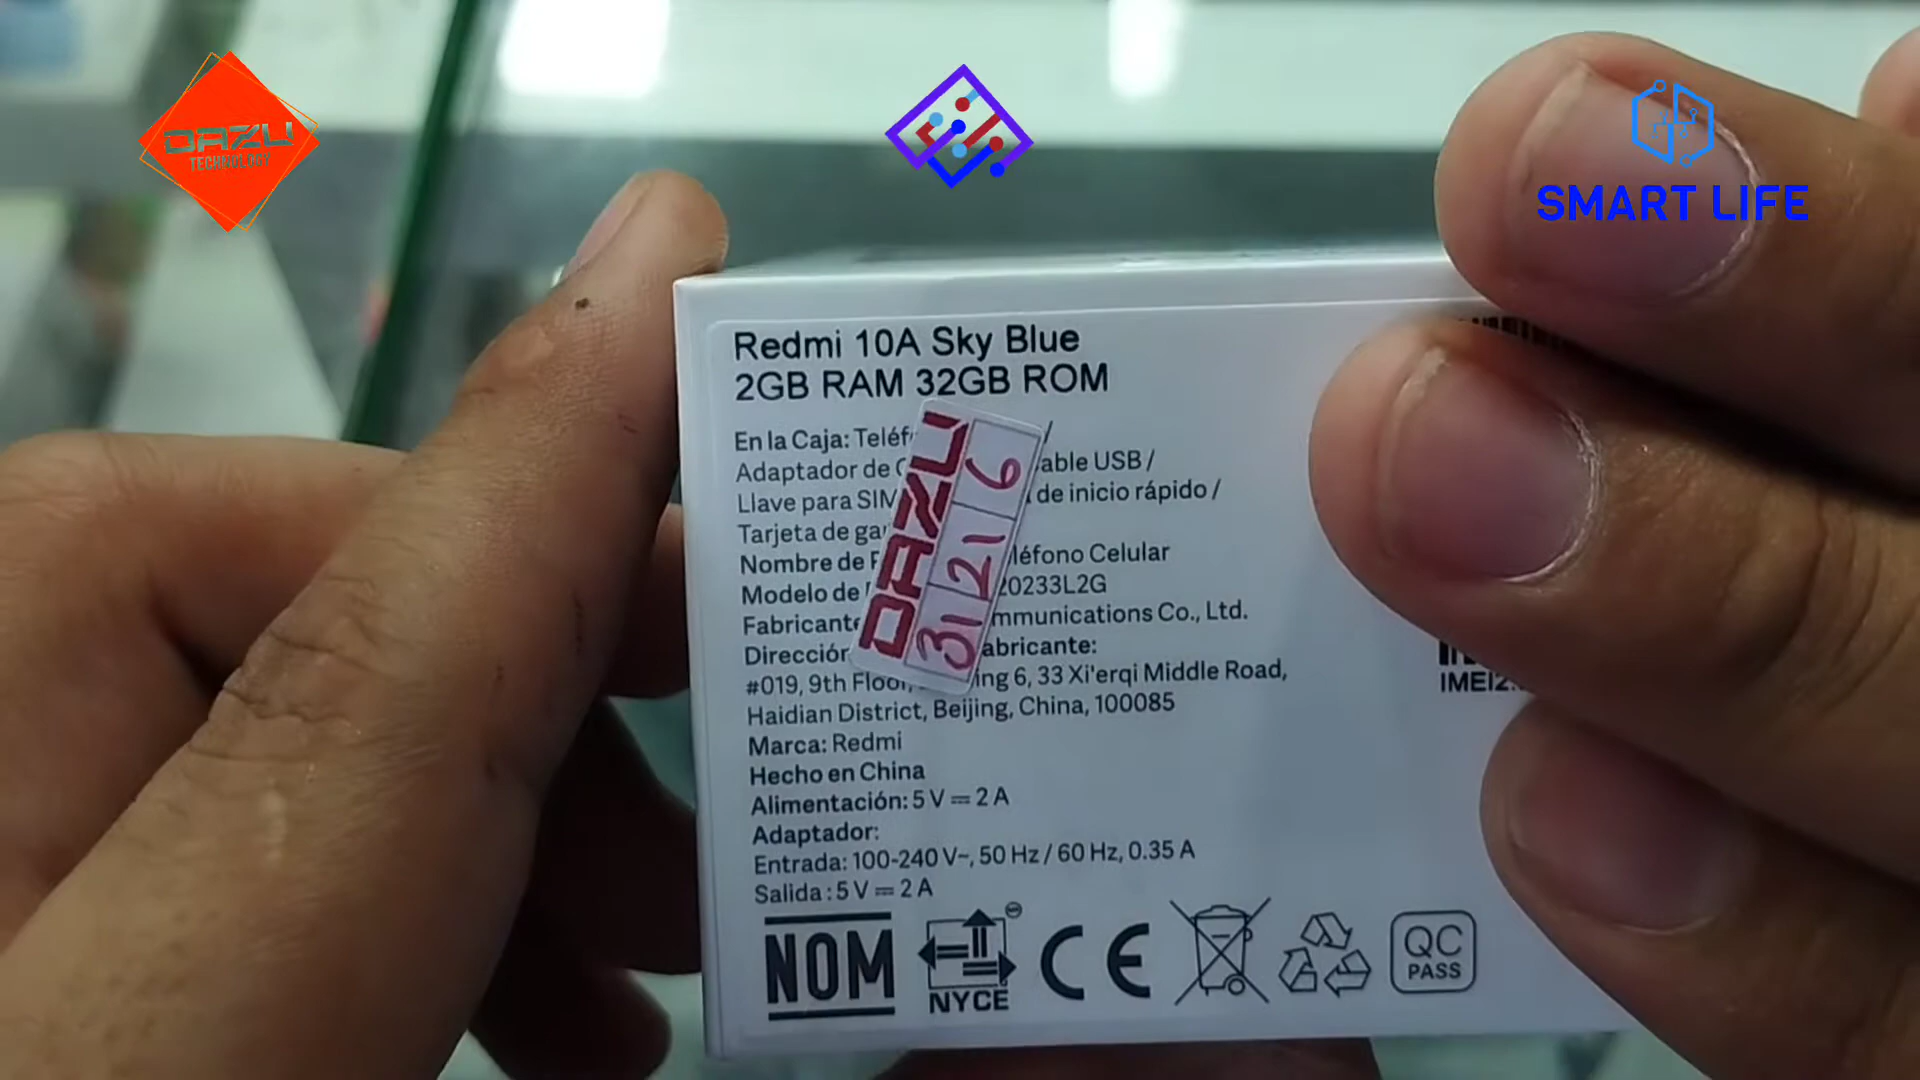 DAZU
TECHNOLOGY
SMART LIFE
Redmi 10A Sky Blue
2GB RAM 32GB ROM
En la Caja: Teléf /
Adaptador de able USB /
Llave para SIM de inicio rápido /
Tarjeta de ga
Nombre de léfono Celular
Modelo de 20233L2G
Fabricante mmunications Co., Ltd.
Dirección abricante:
#019, 9th Floor, ing 6, 33 Xi'erqi Middle Road,
Haidian District, Beijing, China, 100085
Marca: Redmi
Hecho en China
Alimentación: 5 V = 2 A
Adaptador:
Entrada: 100-240 V~, 50 Hz / 60 Hz, 0.35 A
Salida : 5 V = 2 A
DAZU
31 21 6
IMEI2
NOM
NYCE
CE
QC
PASS